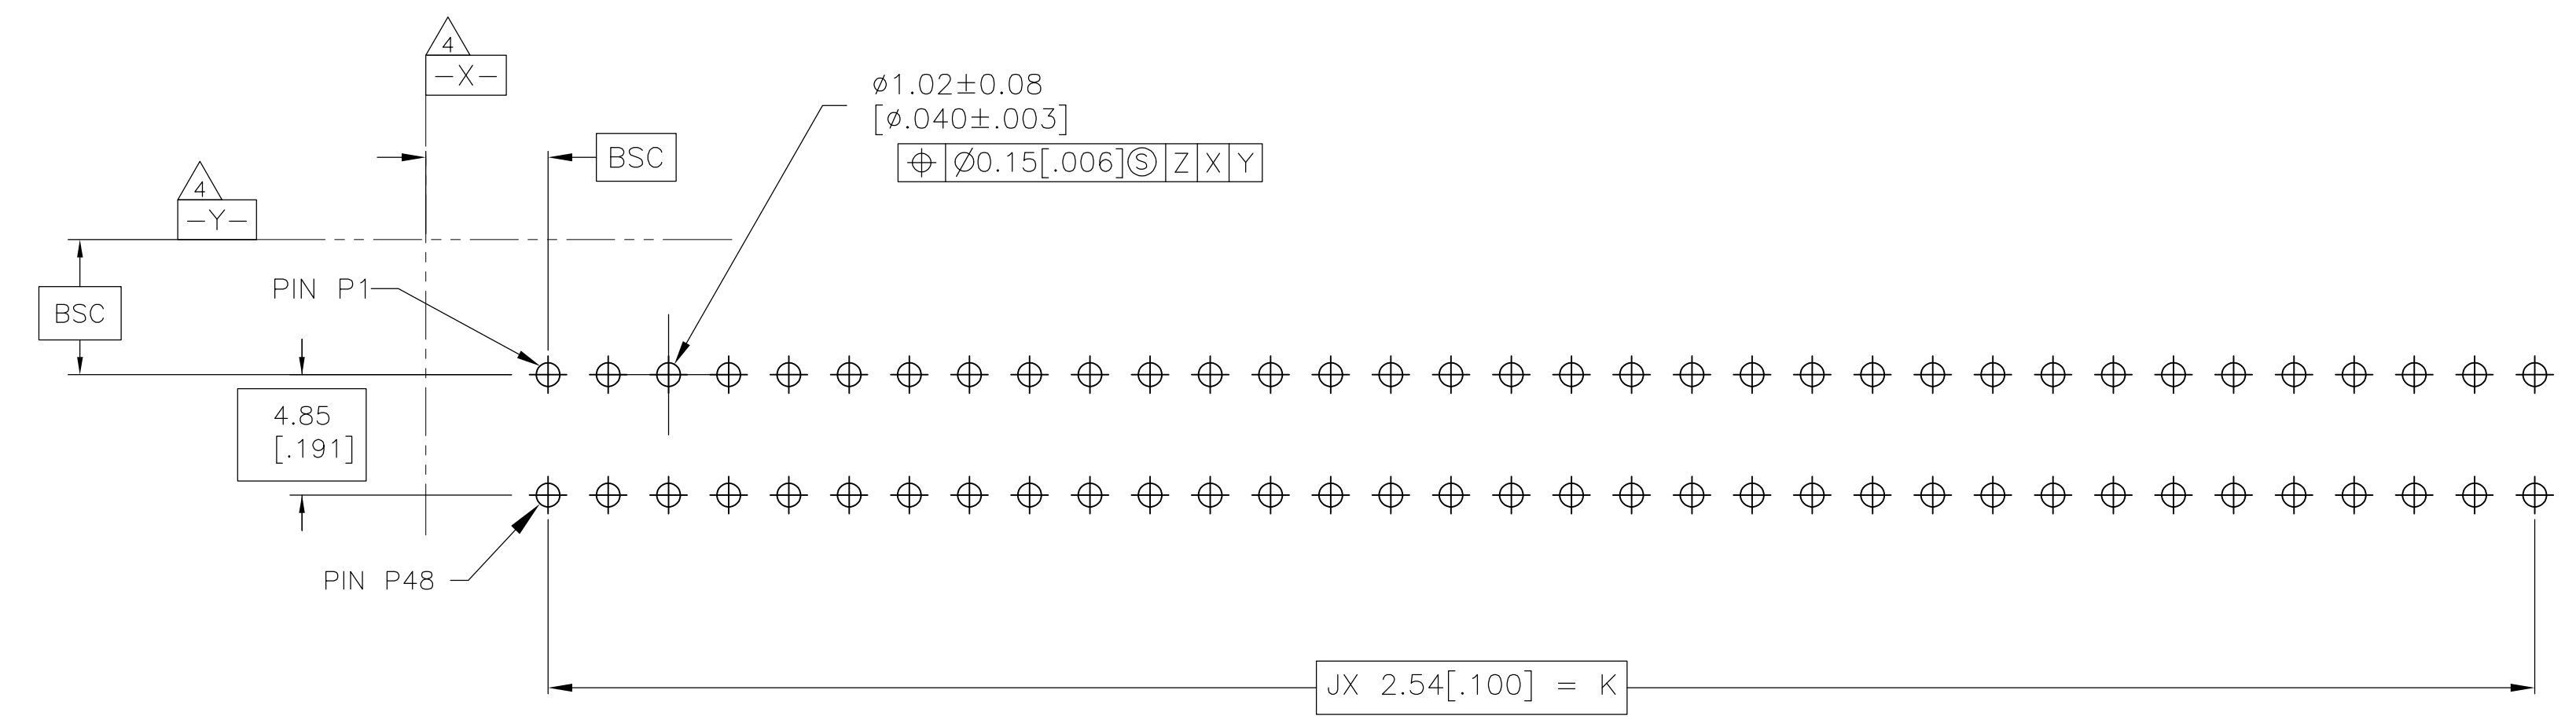 4
-X-
ø1.02±0.08
[ø.040±.003]
⌖ Ø0.15[.006]Ⓢ Z X Y
BSC
4
-Y-
PIN P1
BSC
4.85
[.191]
PIN P48
JX 2.54[.100] = K